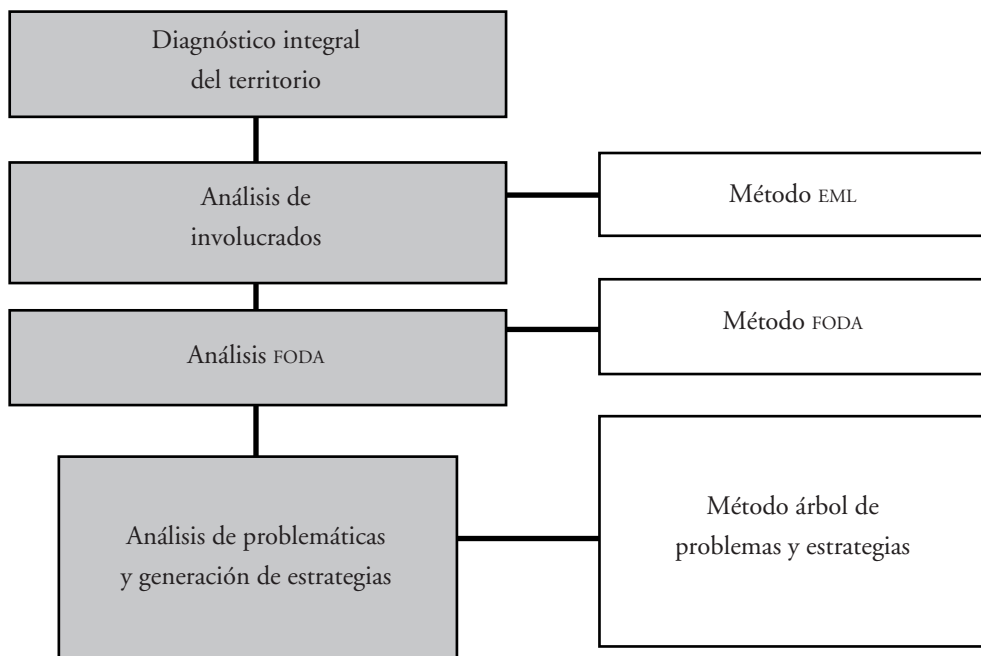 Diagnóstico integral
del territorio
Análisis de
involucrados
Método EML
Análisis FODA
Método FODA
Análisis de problemáticas
y generación de estrategias
Método árbol de
problemas y estrategias